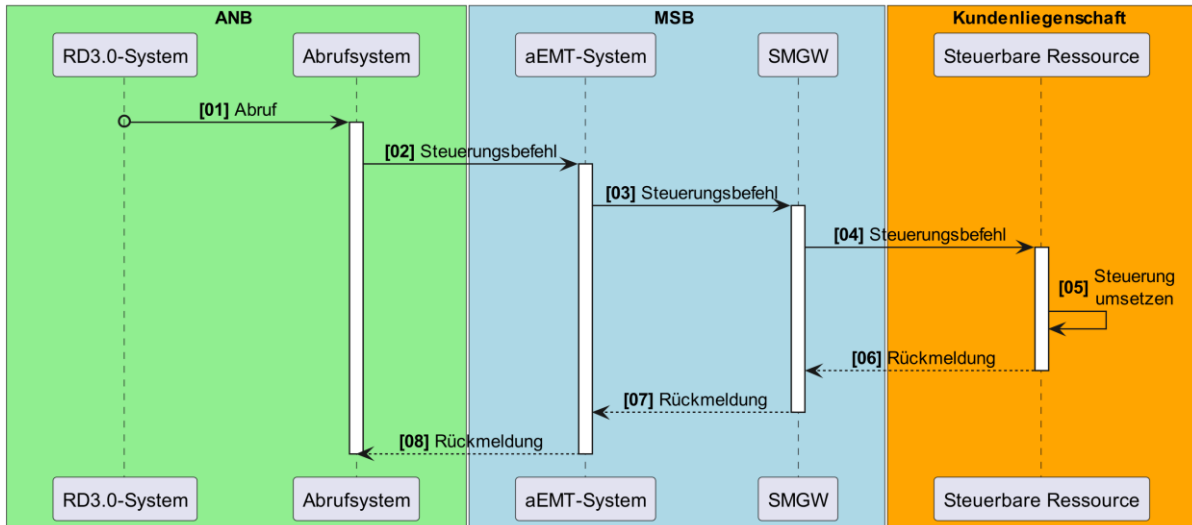 ANB
MSB
Kundenliegenschaft
RD3.0-System
Abrufsystem
aEMT-System
SMGW
Steuerbare Ressource
[01] Abruf
[02] Steuerungsbefehl
[03] Steuerungsbefehl
[04] Steuerungsbefehl
[05] Steuerung
umsetzen
[06] Rückmeldung
[07] Rückmeldung
[08] Rückmeldung
RD3.0-System
Abrufsystem
aEMT-System
SMGW
Steuerbare Ressource